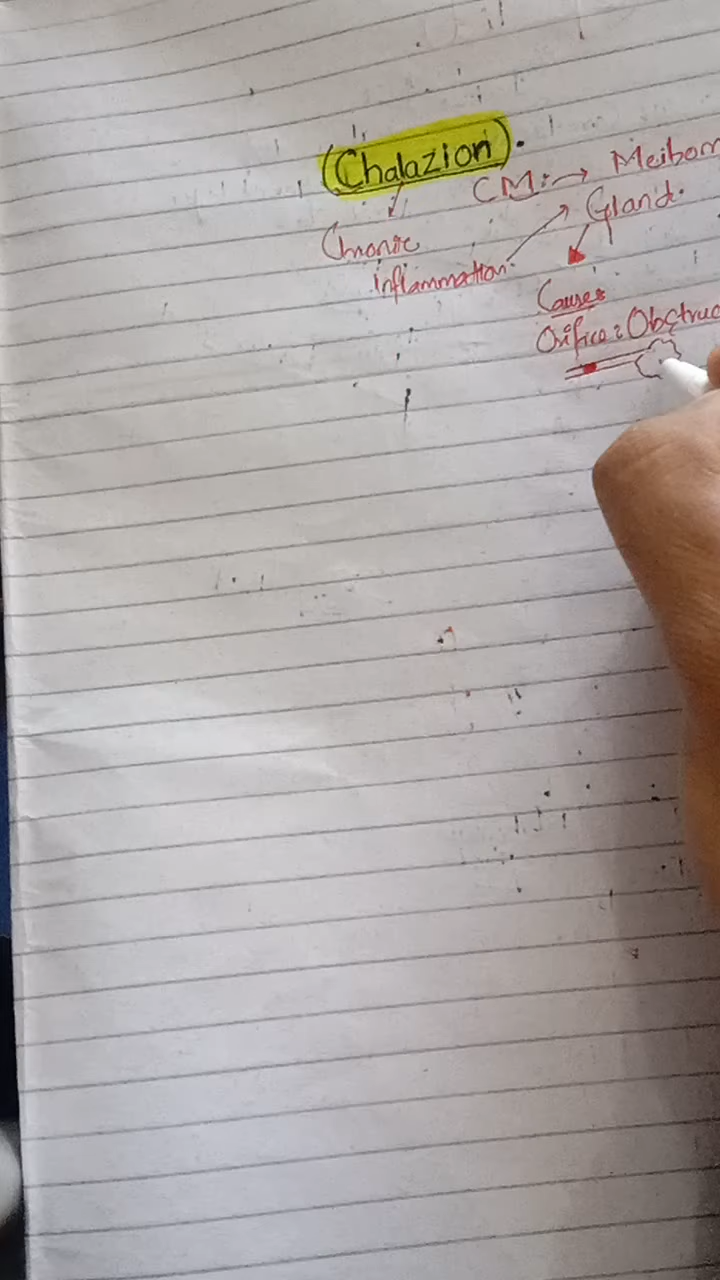 (Chalazion).
CM:→ Meibom
Gland.
Chronic
inflammation.
Causes
Orifice: Obstruc